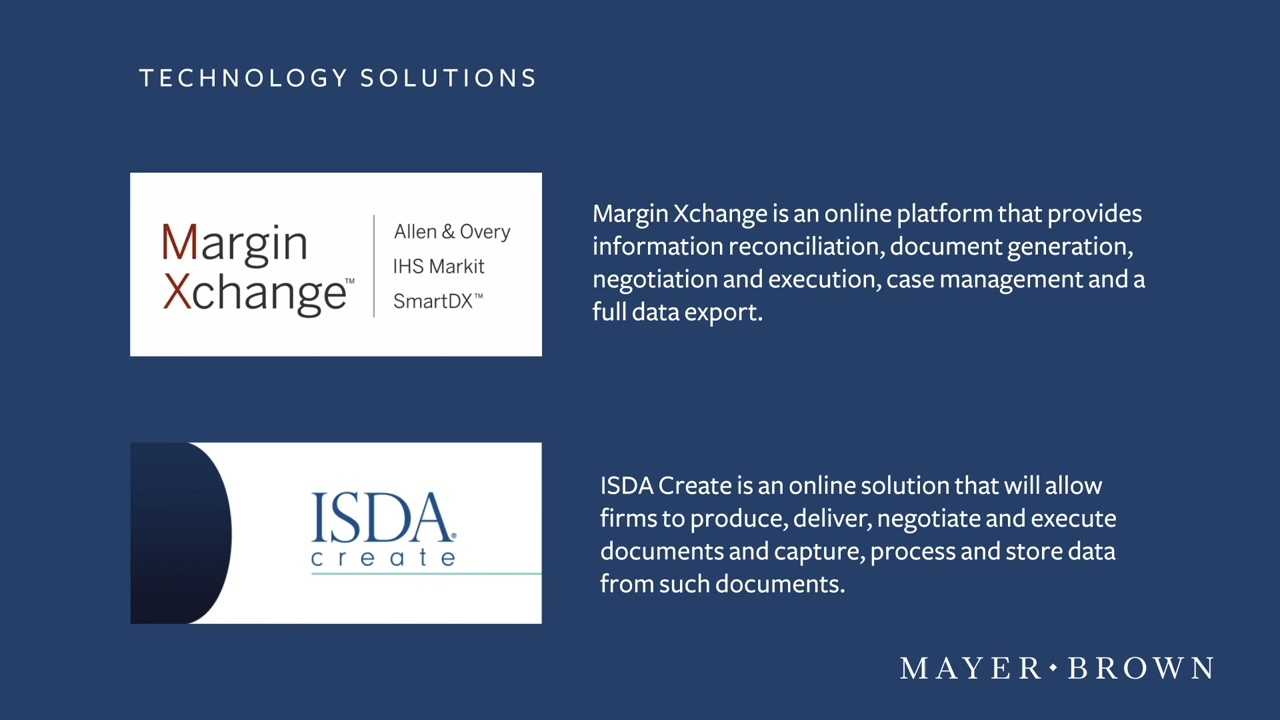 TECHNOLOGY SOLUTIONS
Margin
Xchange™
Allen & Overy
IHS Markit
SmartDX™
Margin Xchange is an online platform that provides
information reconciliation, document generation,
negotiation and execution, case management and a
full data export.
ISDA®
create
ISDA Create is an online solution that will allow
firms to produce, deliver, negotiate and execute
documents and capture, process and store data
from such documents.
MAYER·BROWN